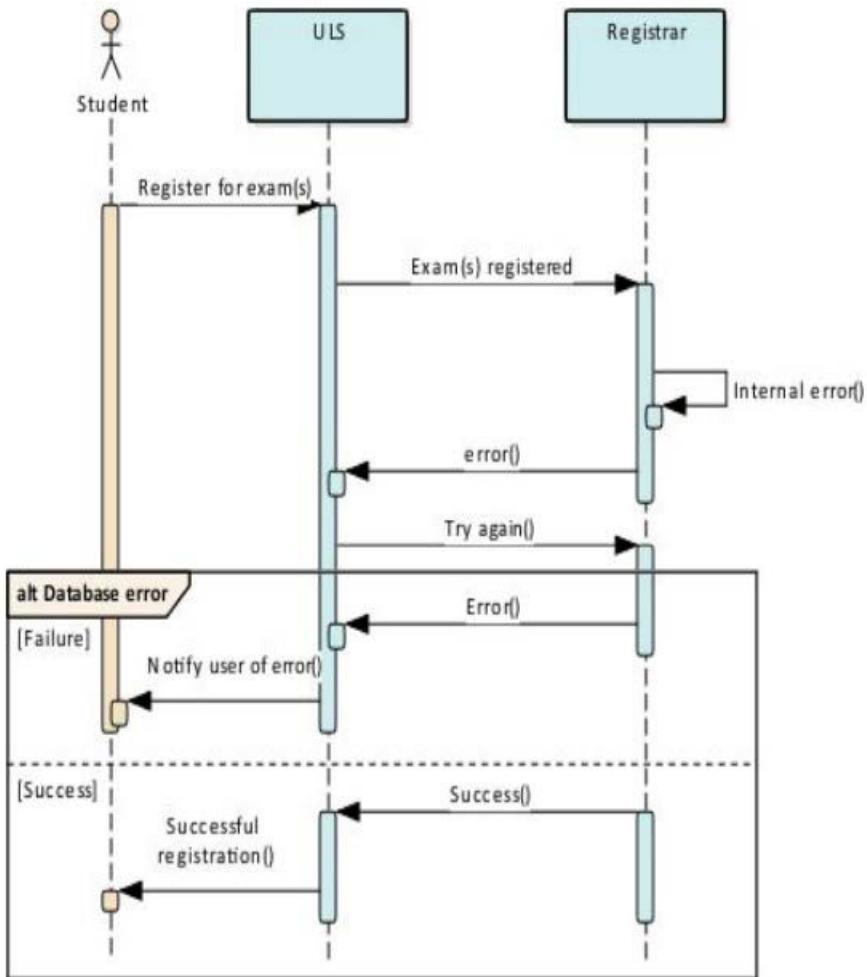 Student
ULS
Registrar
Register for exam(s)
Exam(s) registered
Internal error()
error()
Try again()
alt Database error
Error()
[Failure]
Notify user of error()
[Success]
Success()
Successful
registration()